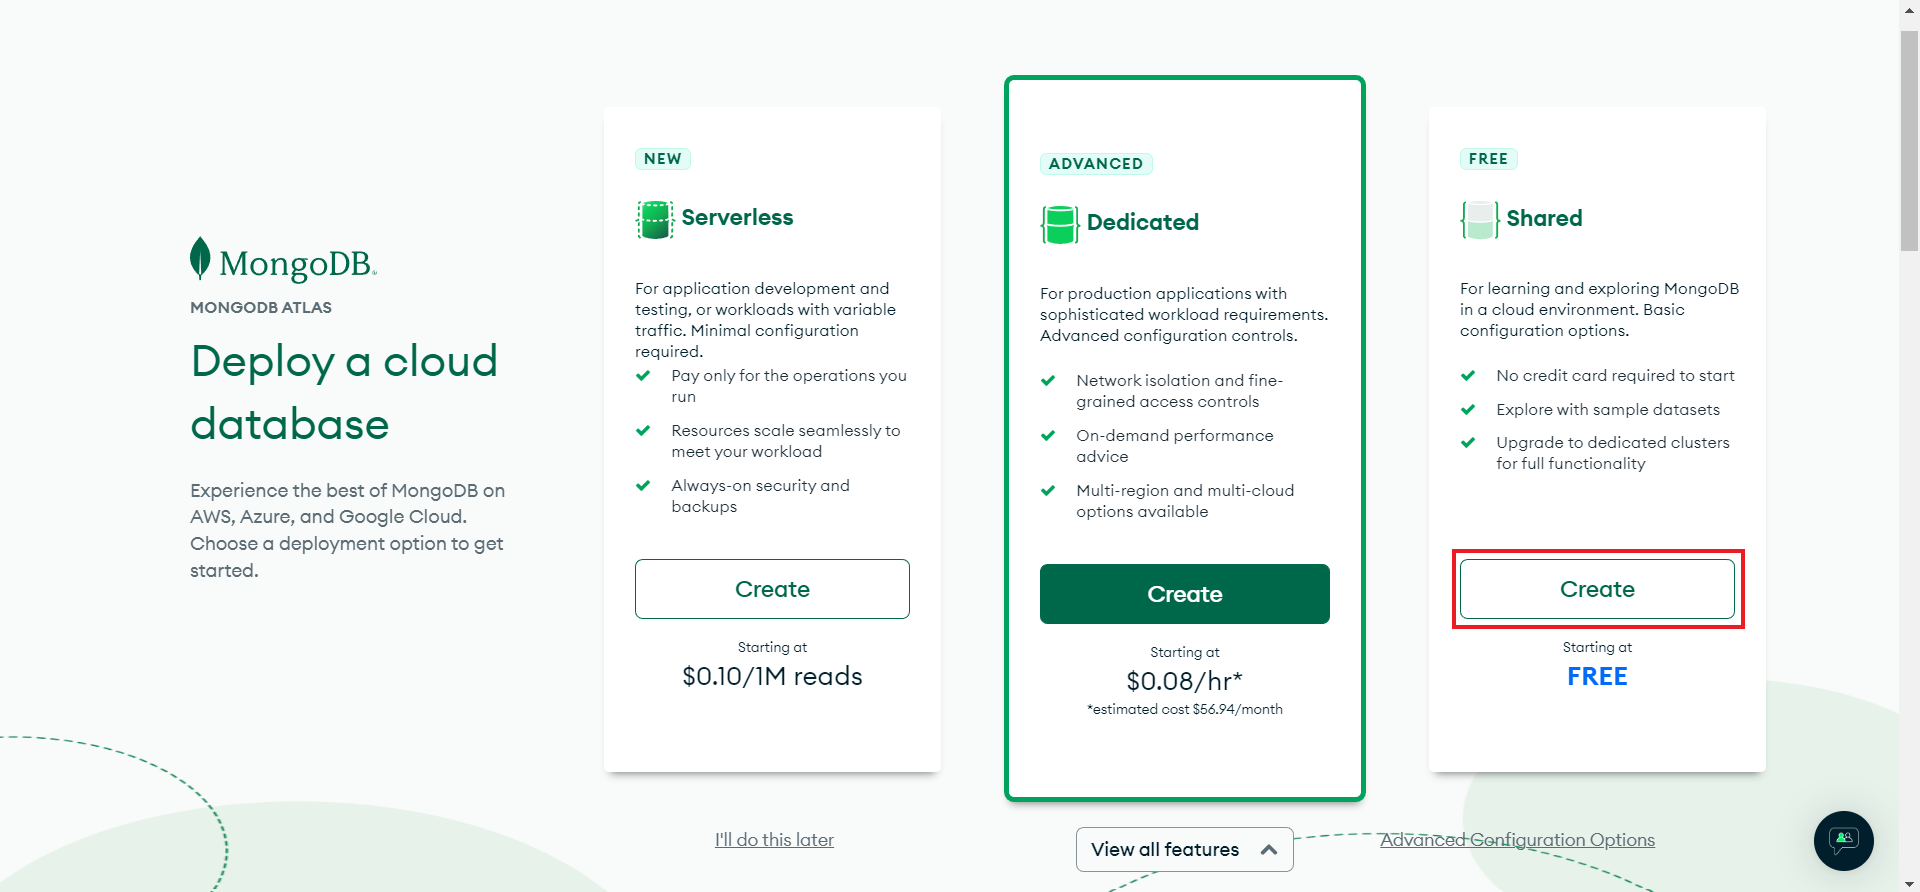 MongoDB
MONGODB ATLAS
Deploy a cloud
database
Experience the best of MongoDB on
AWS, Azure, and Google Cloud.
Choose a deployment option to get
started.
NEW
Serverless
For application development and
testing, or workloads with variable
traffic. Minimal configuration
required.
Pay only for the operations you
run
Resources scale seamlessly to
meet your workload
Always-on security and
backups
Create
Starting at
$0.10/1M reads
ADVANCED
Dedicated
For production applications with
sophisticated workload requirements.
Advanced configuration controls.
Network isolation and fine-
grained access controls
On-demand performance
advice
Multi-region and multi-cloud
options available
Create
Starting at
$0.08/hr*
*estimated cost $56.94/month
FREE
Shared
For learning and exploring MongoDB
in a cloud environment. Basic
configuration options.
No credit card required to start
Explore with sample datasets
Upgrade to dedicated clusters
for full functionality
Create
Starting at
FREE
I'll do this later
View all features
Advanced Configuration Options